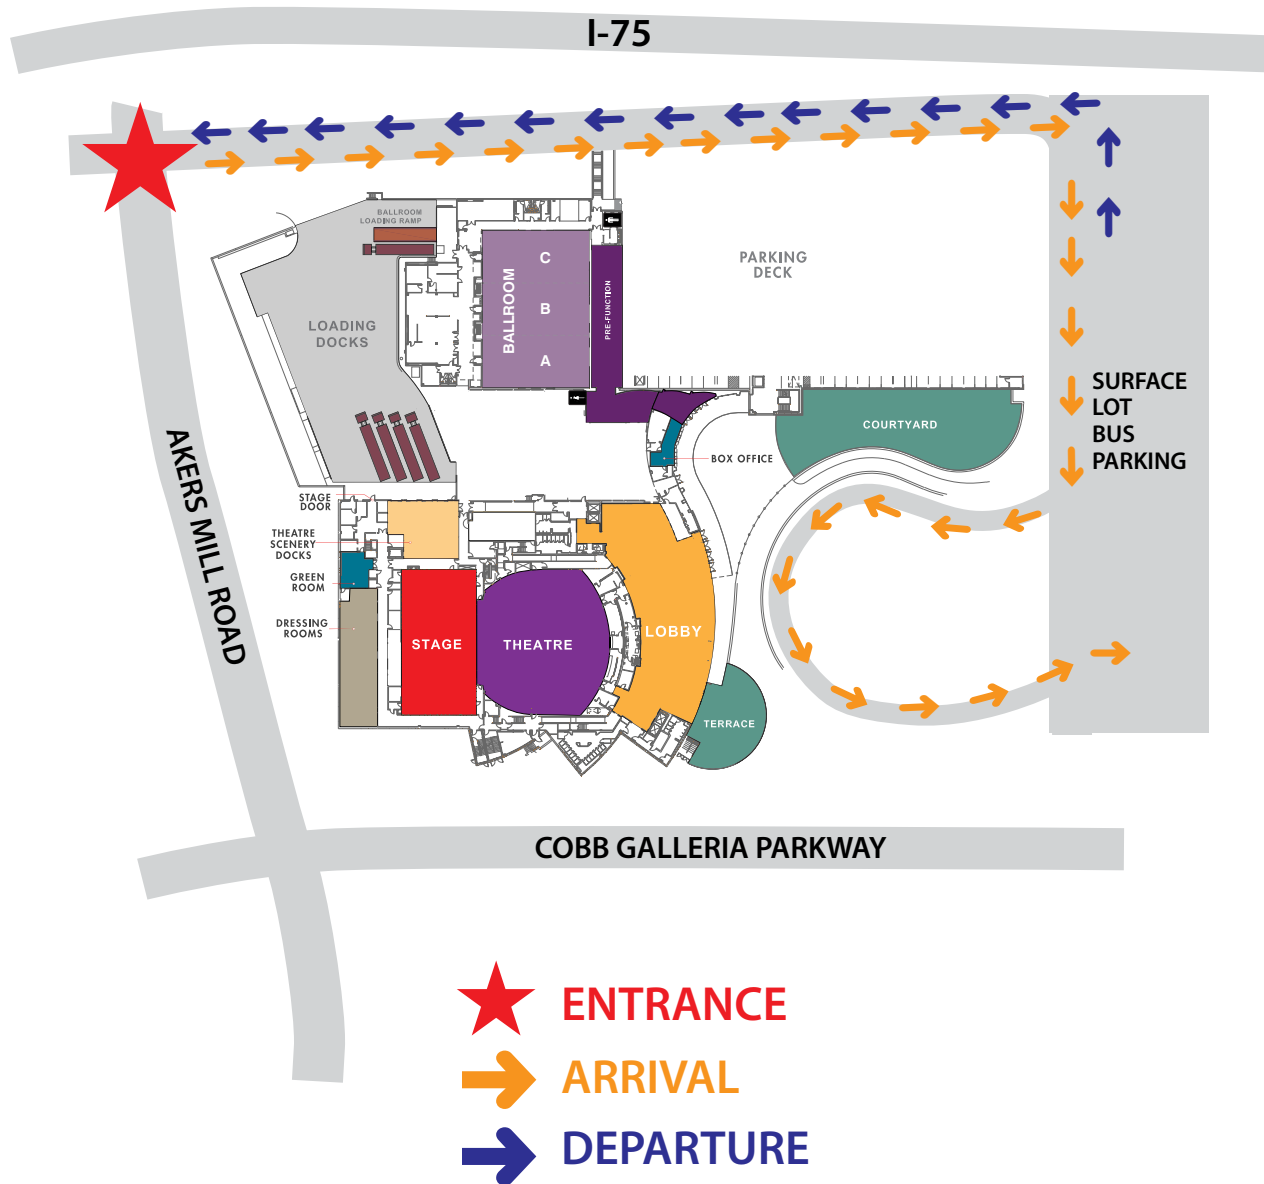 I-75
BALLROOM
LOADING RAMP
LOADING
DOCKS
BALLROOM
C
B
A
PRE-FUNCTION
PARKING
DECK
SURFACE
LOT
BUS
PARKING
COURTYARD
BOX OFFICE
AKERS MILL ROAD
STAGE
DOOR
THEATRE
SCENERY
DOCKS
GREEN
ROOM
DRESSING
ROOMS
STAGE
THEATRE
LOBBY
TERRACE
COBB GALLERIA PARKWAY
ENTRANCE
ARRIVAL
DEPARTURE